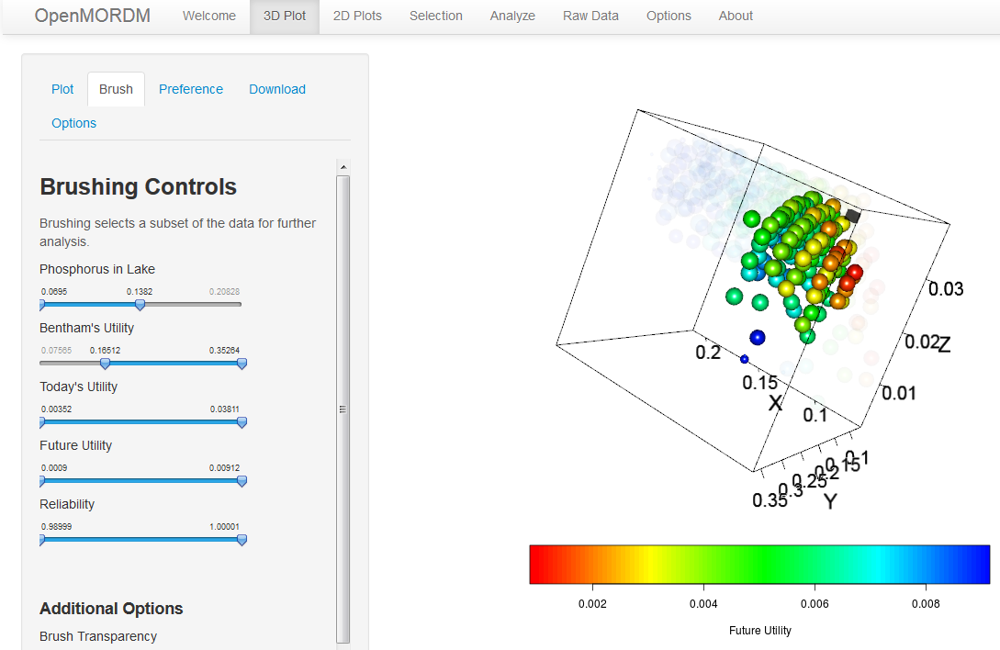 OpenMORDM Welcome 3D Plot 2D Plots Selection Analyze Raw Data Options About
Plot Brush Preference Download
Options
Brushing Controls
Brushing selects a subset of the data for further
analysis.
Phosphorus in Lake
0.0695 0.1382 0.20828
Bentham's Utility
0.07565 0.16512 0.35264
Today's Utility
0.00352 0.03811
Future Utility
0.0009 0.00912
Reliability
0.98999 1.00001
Additional Options
Brush Transparency
0.03
0.02
Z
0.01
0.2
0.15
X
0.1
0.1
0.15
0.2
0.25
0.3
0.35
Y
0.002 0.004 0.006 0.008
Future Utility